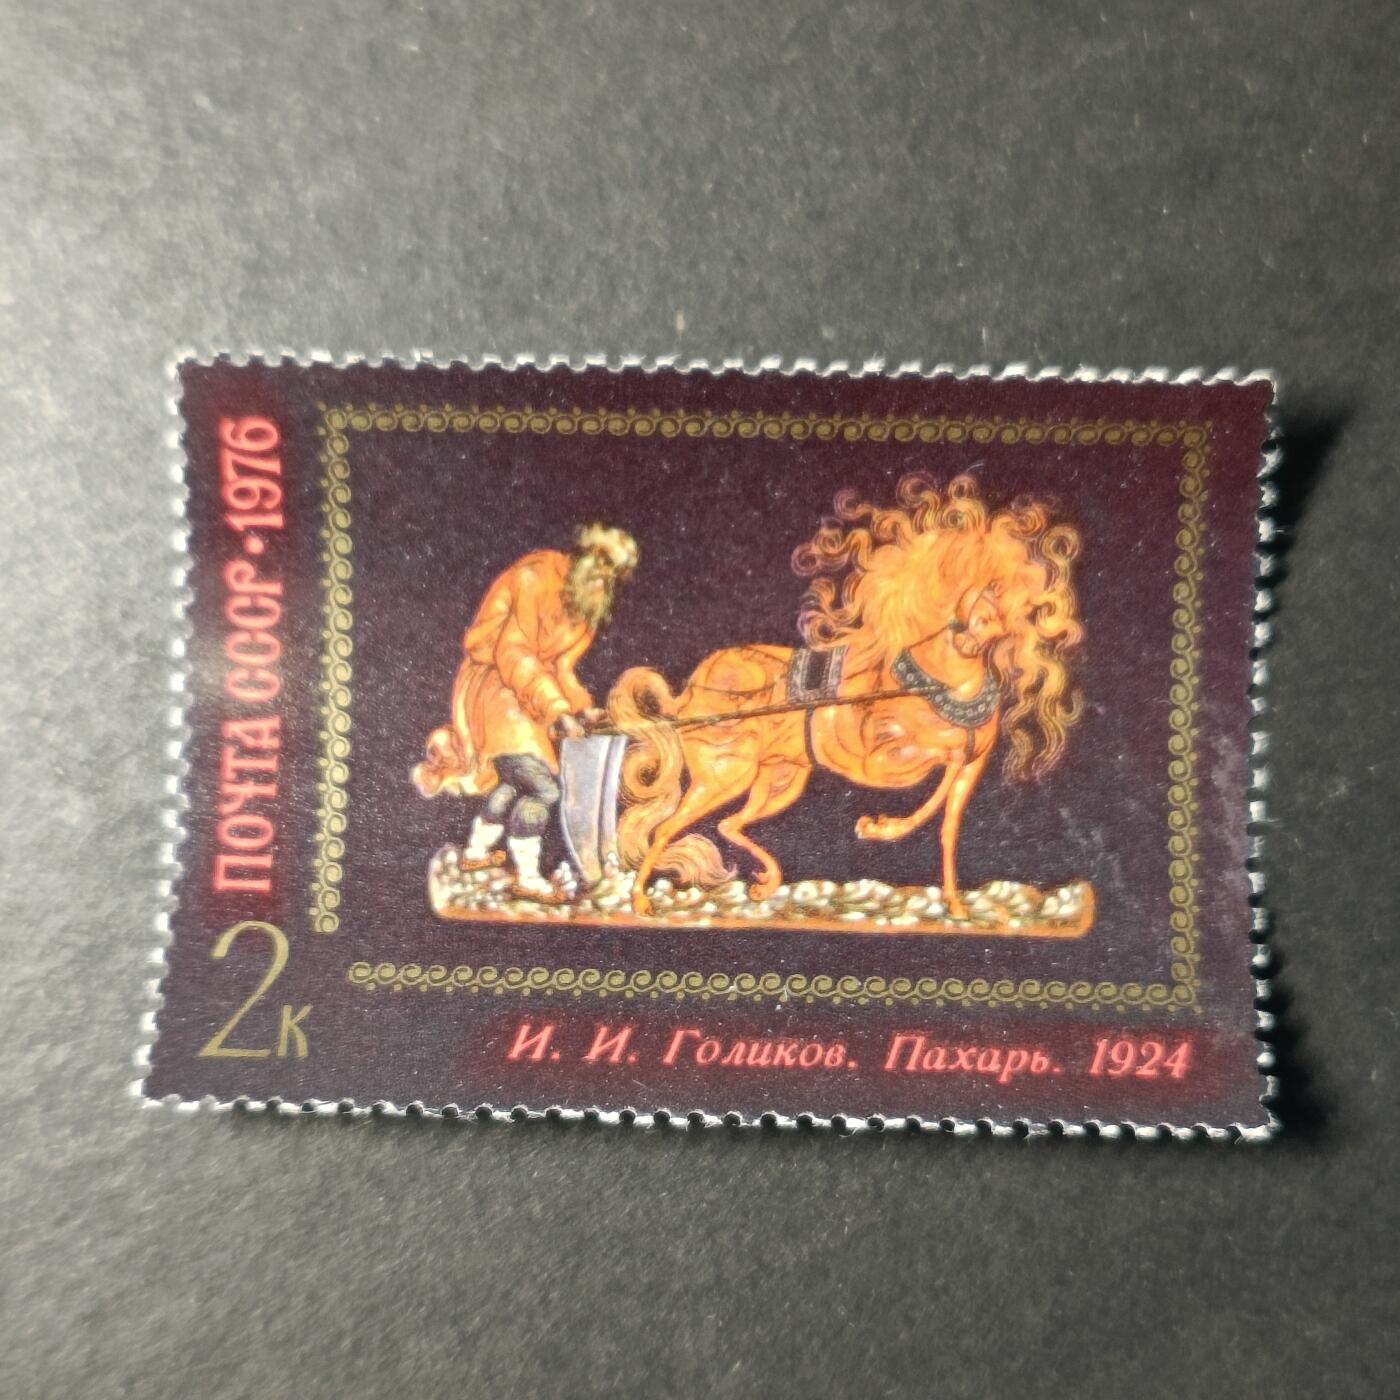 ПОЧТА СССР•1976
2к
И. И. Голиков. Пахарь. 1924